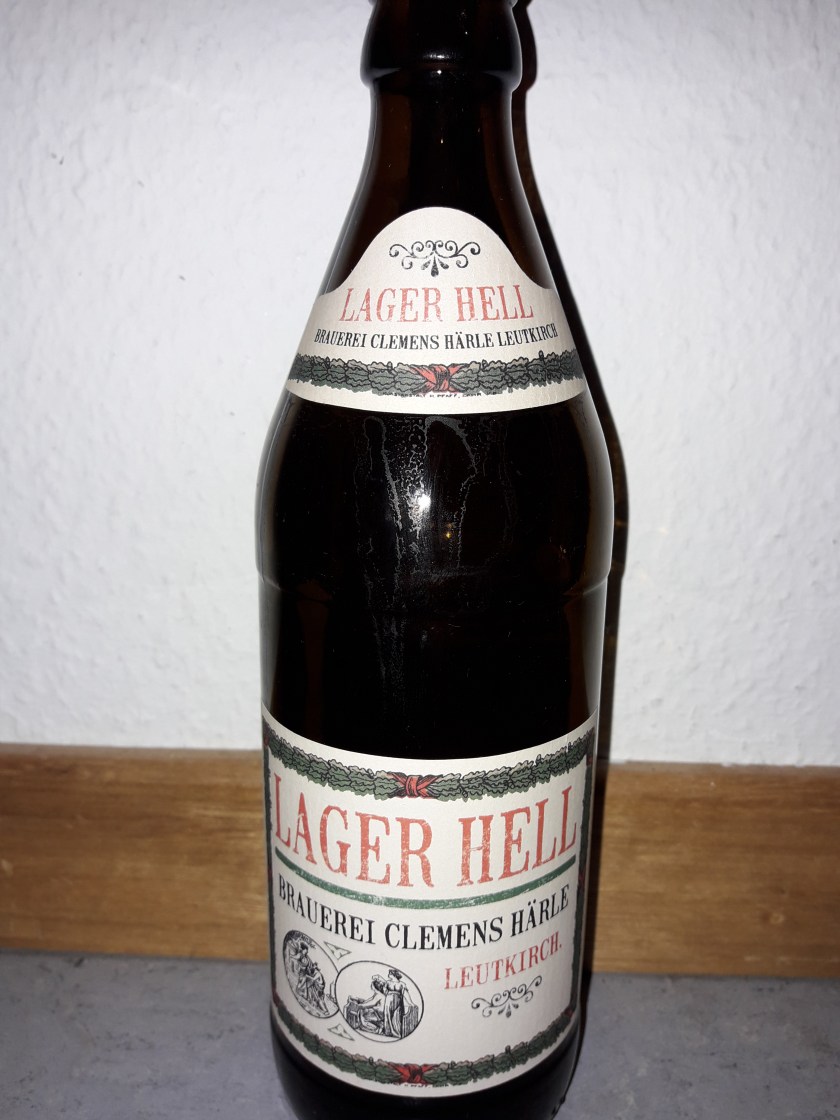 LAGER HELL
BRAUEREI CLEMENS HÄRLE LEUTKIRCH
LAGER HELL
BRAUEREI CLEMENS HÄRLE
LEUTKIRCH.